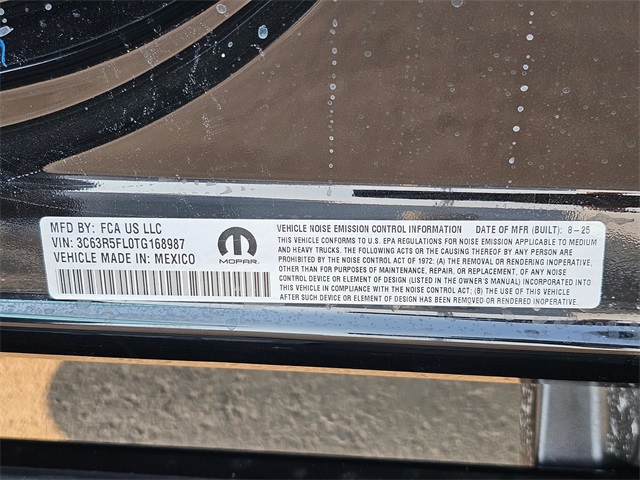 MFD BY: FCA US LLC
VIN: 3C63R5FL0TG168987
VEHICLE MADE IN: MEXICO
MOPAR
VEHICLE NOISE EMISSION CONTROL INFORMATION DATE OF MFR (BUILT): 8-25
THIS VEHICLE CONFORMS TO U.S. EPA REGULATIONS FOR NOISE EMISSION APPLICABLE TO MEDIUM
AND HEAVY TRUCKS. THE FOLLOWING ACTS OR THE CAUSING THEREOF BY ANY PERSON
ARE PROHIBITED BY THE NOISE CONTROL ACT OF 1972: (A) THE REMOVAL OR RENDERING INOPERATIVE,
OTHER THAN FOR PURPOSES OF MAINTENANCE, REPAIR, OR REPLACEMENT, OF ANY NOISE
CONTROL DEVICE OR ELEMENT OF DESIGN (LISTED IN THE OWNER'S MANUAL) INCORPORATED INTO
THIS VEHICLE IN COMPLIANCE WITH THE NOISE CONTROL ACT; (B) THE USE OF THIS VEHICLE
AFTER SUCH DEVICE OR ELEMENT OF DESIGN HAS BEEN REMOVED OR RENDERED INOPERATIVE.